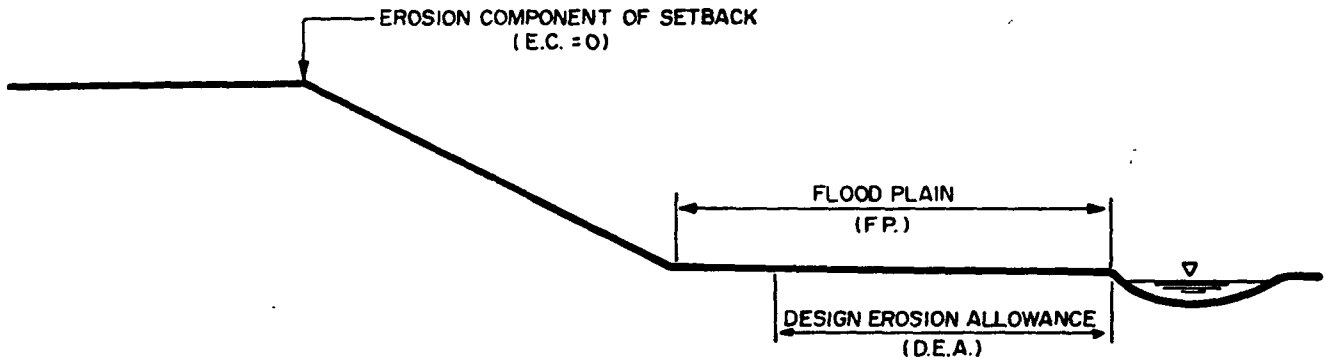 EROSION COMPONENT OF SETBACK
(E.C. = 0)
FLOOD PLAIN
(F.P.)
DESIGN EROSION ALLOWANCE
(D.E.A.)